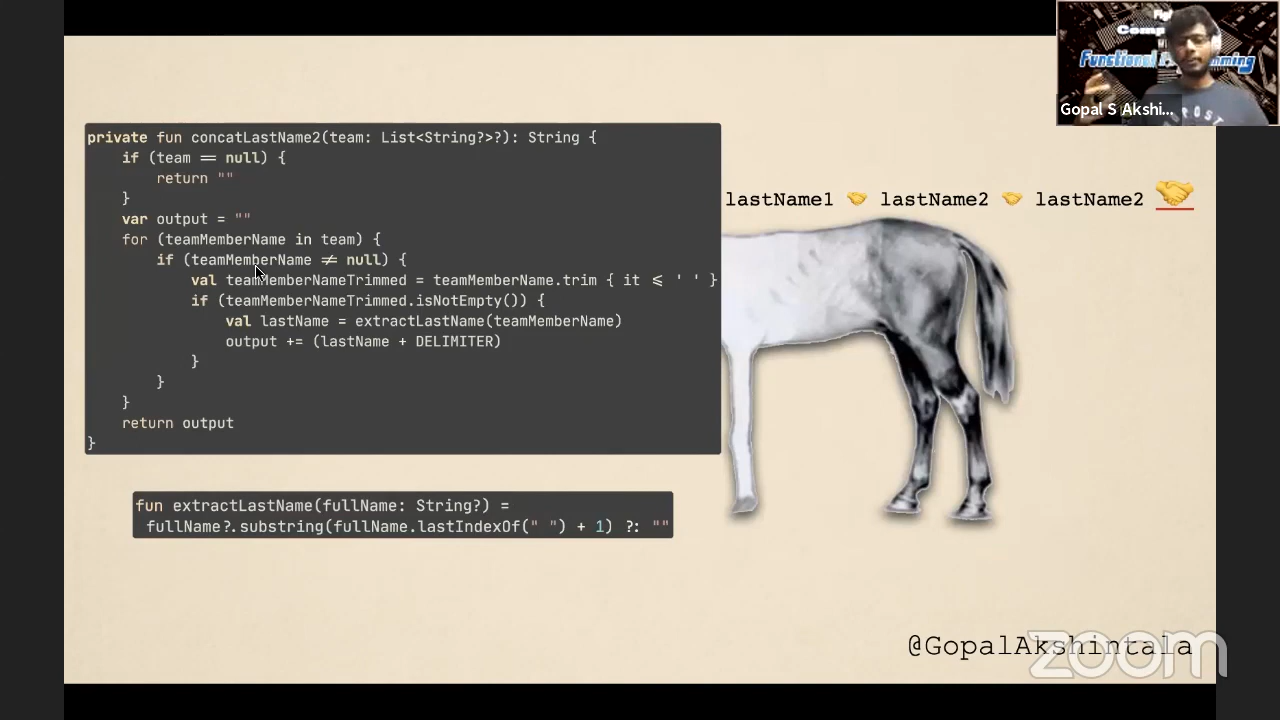 private fun concatLastName2(team: List<String?>?): String {
if (team == null) {
return ""
}
var output = ""
for (teamMemberName in team) {
if (teamMemberName ≠ null) {
val teamMemberNameTrimmed = teamMemberName.trim { it ⩽ ' ' }
if (teamMemberNameTrimmed.isNotEmpty()) {
val lastName = extractLastName(teamMemberName)
output += (lastName + DELIMITER)
}
}
}
return output
}
fun extractLastName(fullName: String?) =
fullName?.substring(fullName.lastIndexOf(" ") + 1) ?: ""
lastName1 🤝 lastName2 🤝 lastName2 🤝
Gopal S Akshi...
@GopalAkshintala
zoom